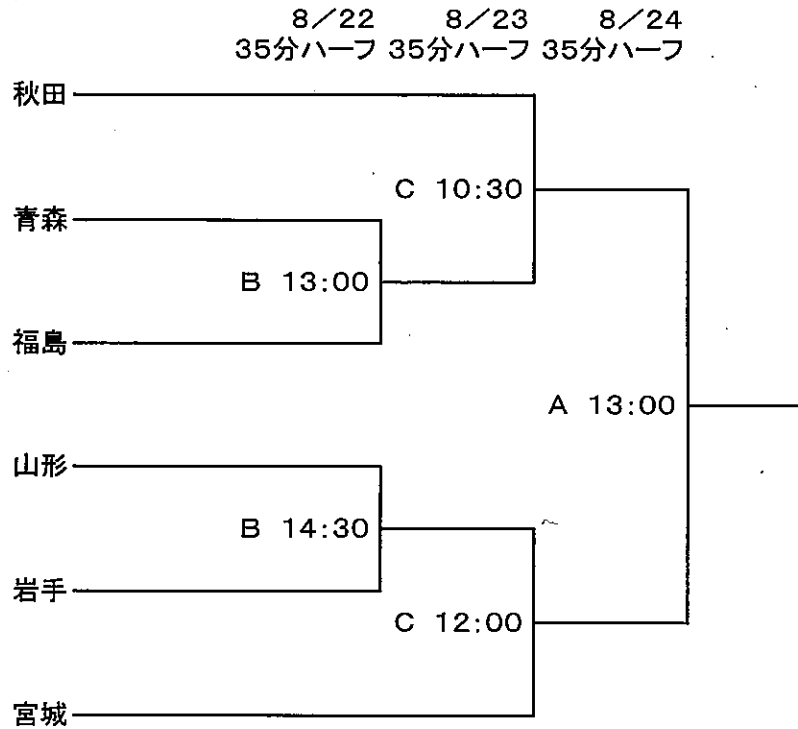 8/22 8/23 8/24
35分ハーフ 35分ハーフ 35分ハーフ
秋田
C 10:30
青森
B 13:00
福島
A 13:00
山形
B 14:30
岩手
C 12:00
宮城